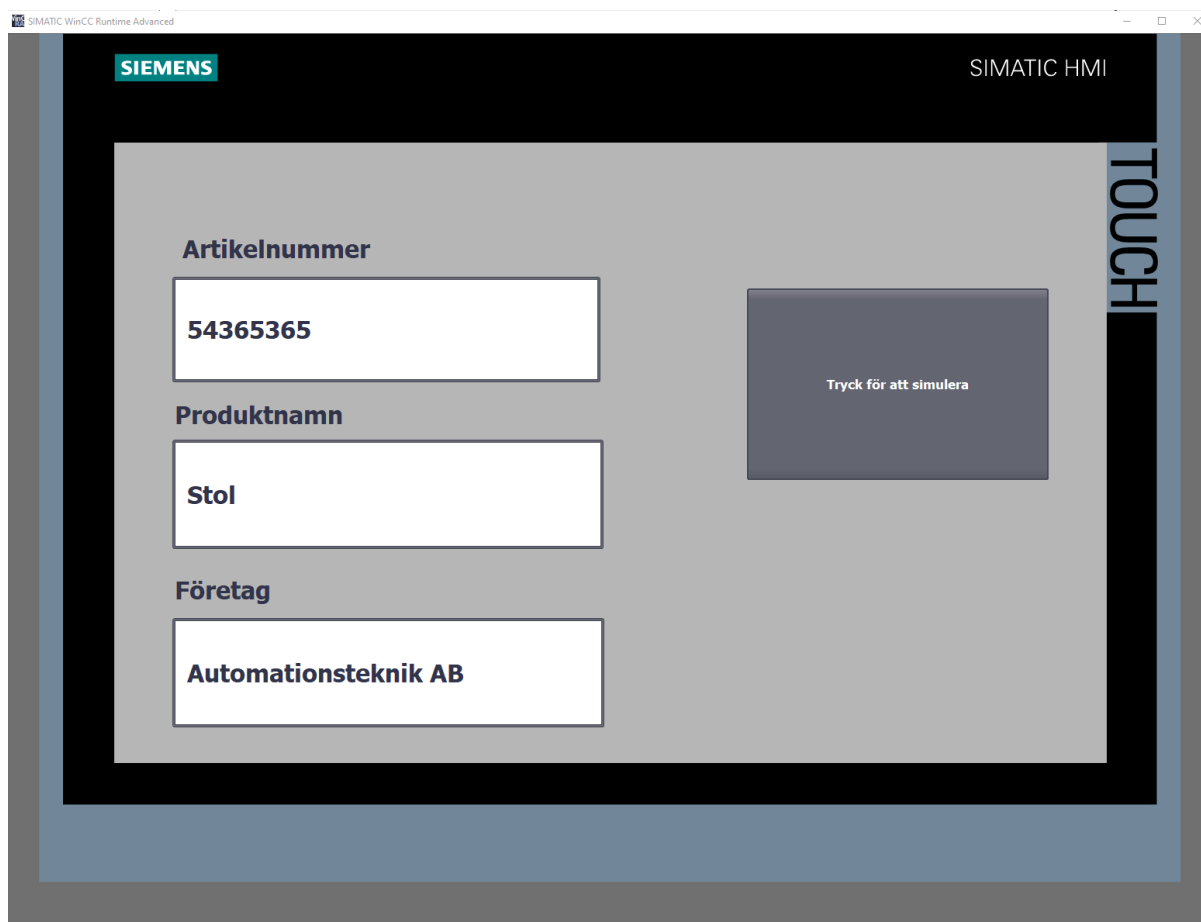 SIMATIC WinCC Runtime Advanced
SIEMENS
SIMATIC HMI
TOUCH
Artikelnummer
54365365
Tryck för att simulera
Produktnamn
Stol
Företag
Automationsteknik AB